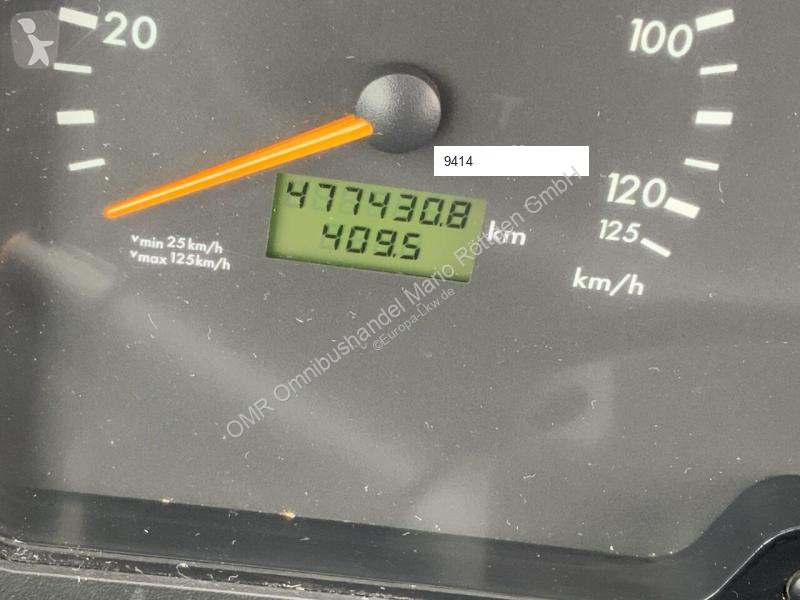 20
100
9414
477430.8
409.5
km
120
125
km/h
vmin 25 km/h
vmax 125 km/h
OMR Omnibushandel Mario Röttgen GmbH
©Europa-Lkw.de